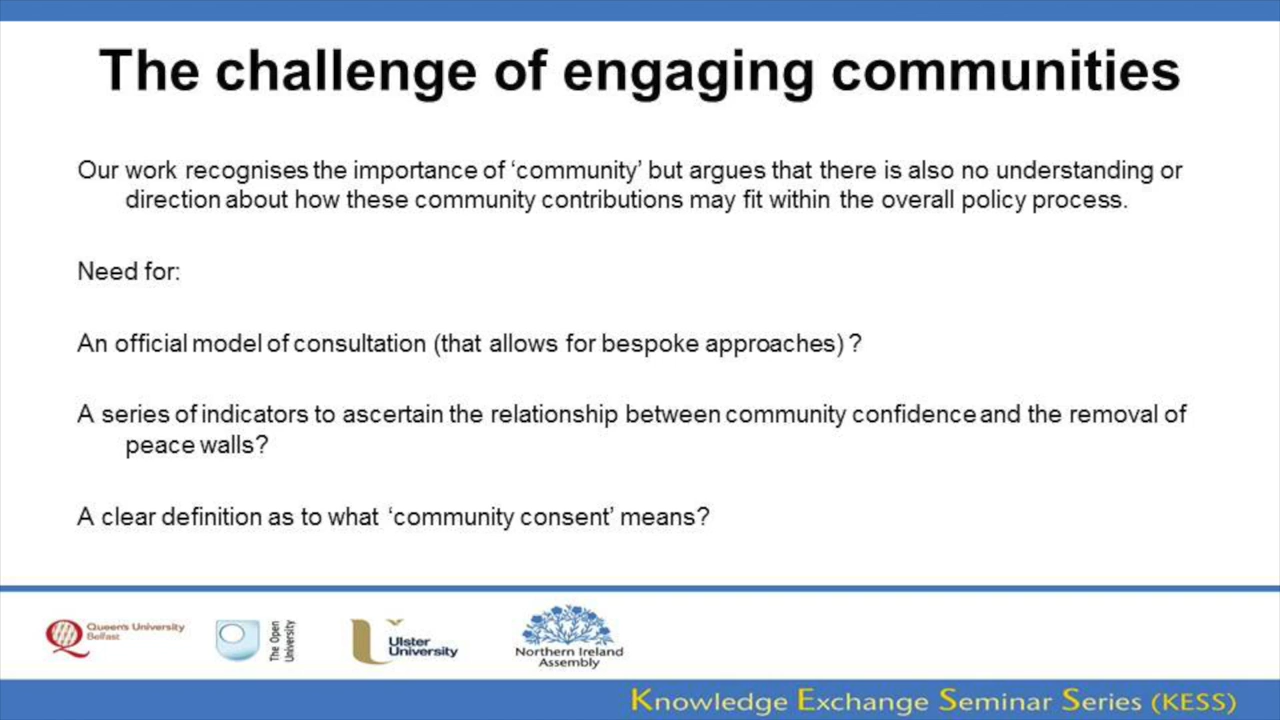 The challenge of engaging communities
Our work recognises the importance of ‘community’ but argues that there is also no understanding or
direction about how these community contributions may fit within the overall policy process.
Need for:
An official model of consultation (that allows for bespoke approaches) ?
A series of indicators to ascertain the relationship between community confidence and the removal of
peace walls?
A clear definition as to what ‘community consent’ means?
Queen's University
Belfast
The Open
University
Ulster
University
Northern Ireland
Assembly
Knowledge Exchange Seminar Series (KESS)